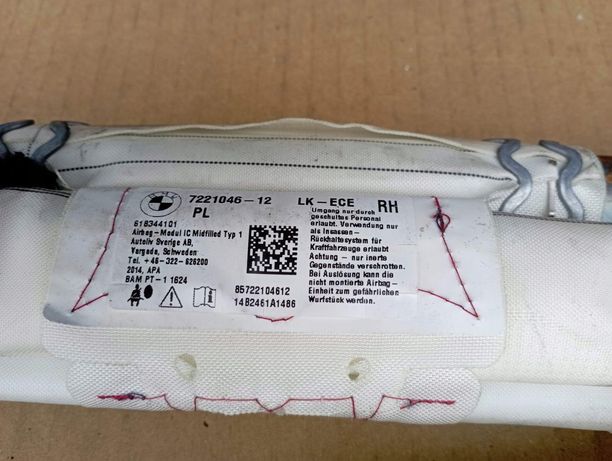 7221046-12 LK-ECE RH
PL
618344101
Airbag-Modul IC Midfilled Typ 1
Autoliv Sverige AB,
Vargada, Schweden
Tel. +46-322-626200
2014, APA
BAM PT-1 1624
Umgang nur durch
geschultes Personal
erlaubt. Verwendung nur
als Insassen-
Rückhaltesystem für
Kraftfahrzeuge erlaubt
Achtung - nur inerte
Gegenstände verschrotten.
Bei Auslösung kann die
nicht montierte Airbag-
Einheit zum gefährlichen
Wurfstück werden.
85722104612
14B2461A1486